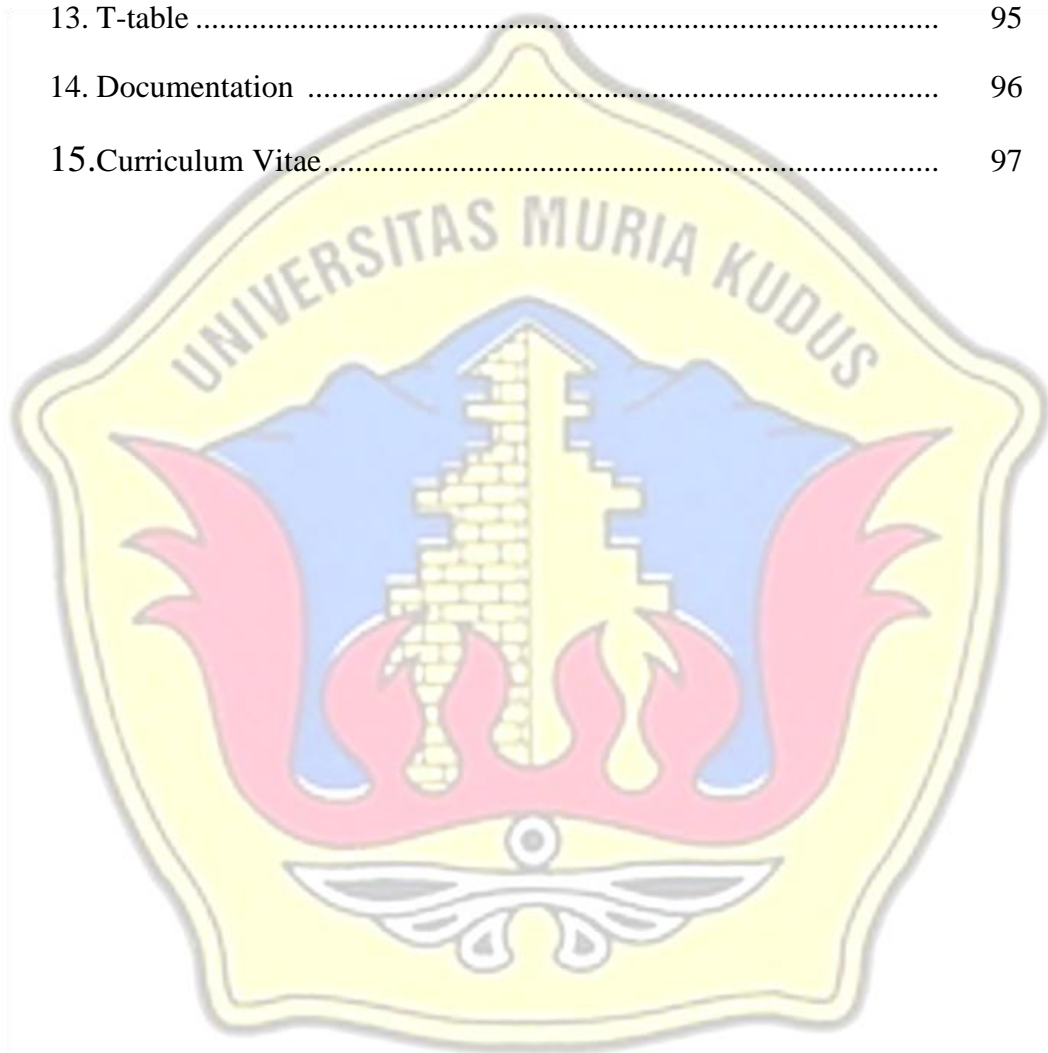 13. T-table ........................................................................................... 95
14. Documentation ............................................................................. 96
15.Curriculum Vitae........................................................................... 97
UNIVERSITAS MURIA KUDUS